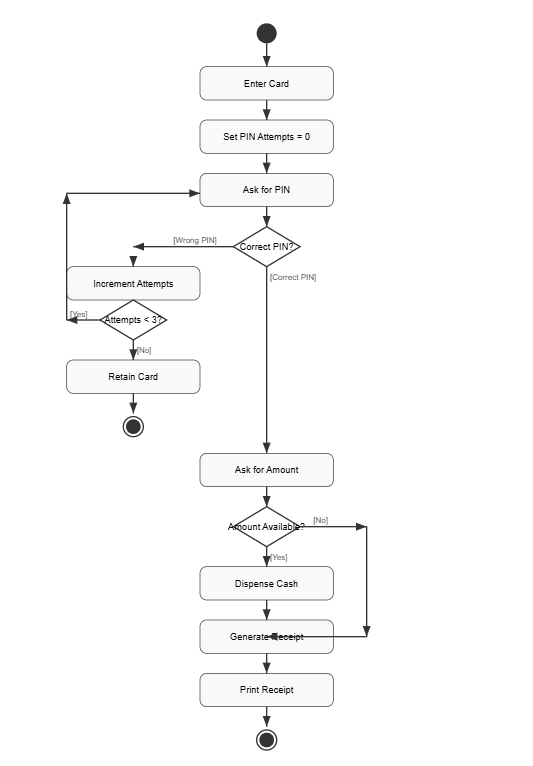 Enter Card
Set PIN Attempts = 0
Ask for PIN
[Wrong PIN]
Correct PIN?
[Correct PIN]
Increment Attempts
[Yes]
Attempts < 3?
[No]
Retain Card
Ask for Amount
Amount Available?
[No]
[Yes]
Dispense Cash
Generate Receipt
Print Receipt